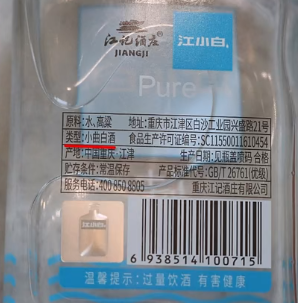 江记酒庄
JIANGJI
江小白
Pure
原料:水、高粱 地址:重庆市江津区白沙工业园兴盛路21号
类型:小曲白酒 食品生产许可证编号:SC11550011610454
产地:中国重庆·江津 生产日期:见瓶盖喷码 合格
贮存条件:常温保存 产品标准代号:GB/T 26761(优级)
服务电话:400 850 8805 重庆江记酒庄有限公司
6 938514 100715
温馨提示:过量饮酒 有害健康